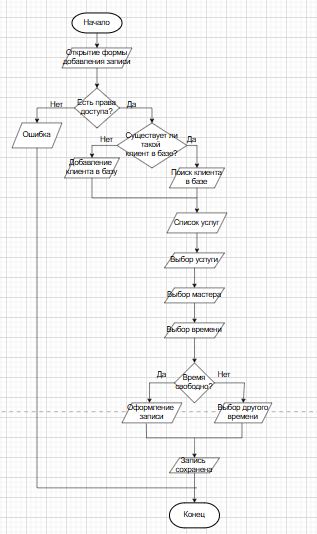 Начало
Открытие формы
добавления записи
Есть права
доступа?
Нет
Да
Ошибка
Существует ли
такой
клиент в базе?
Нет
Да
Добавление
клиента в базу
Поиск клиента
в базе
Список услуг
Выбор услуги
Выбор мастера
Выбор времени
Время
свободно?
Да
Нет
Оформление
записи
Выбор другого
времени
Запись
сохранена
Конец